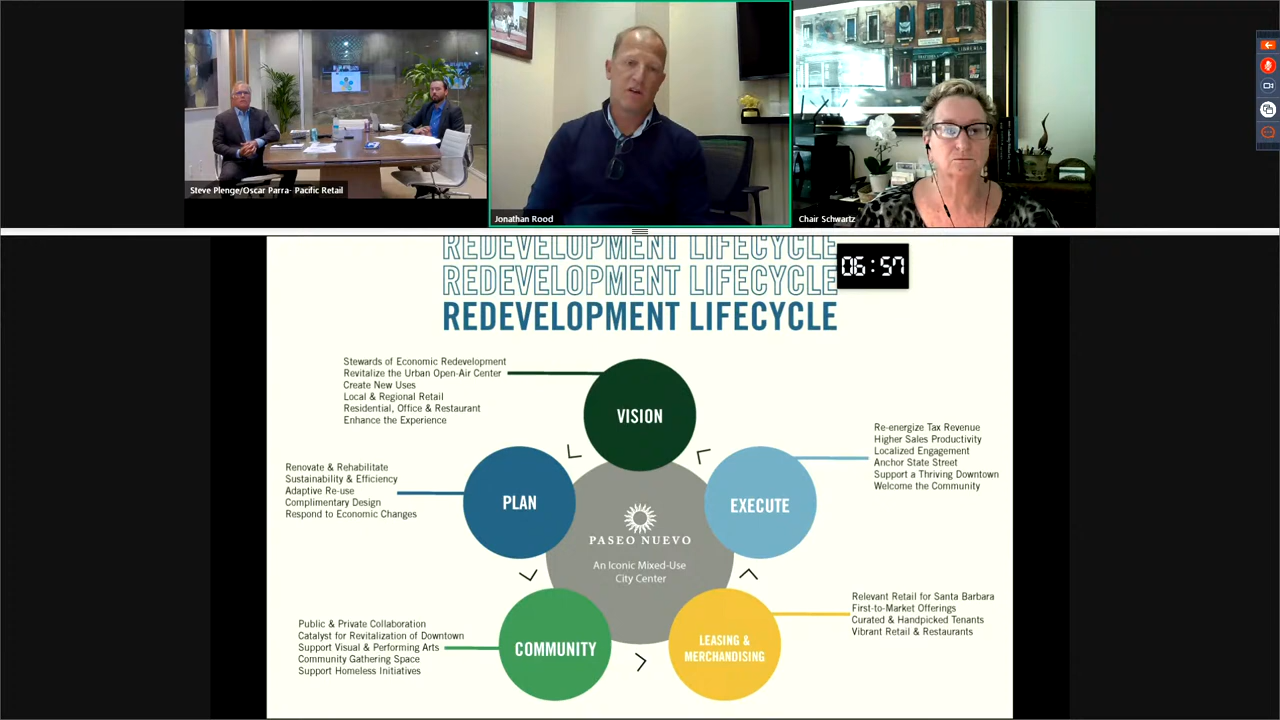 LIBRERIA
Steve Plenge/Oscar Parra- Pacific Retail
Jonathan Rood
Chair Schwartz
REDEVELOPMENT LIFECYCLE
REDEVELOPMENT LIFECYCLE
REDEVELOPMENT LIFECYCLE
06:57
Stewards of Economic Redevelopment
Revitalize the Urban Open-Air Center
Create New Uses
Local & Regional Retail
Residential, Office & Restaurant
Enhance the Experience
VISION
Re-energize Tax Revenue
Higher Sales Productivity
Localized Engagement
Anchor State Street
Support a Thriving Downtown
Welcome the Community
Renovate & Rehabilitate
Sustainability & Efficiency
Adaptive Re-use
Complimentary Design
Respond to Economic Changes
PLAN
EXECUTE
PASEO NUEVO
An Iconic Mixed-Use
City Center
Public & Private Collaboration
Catalyst for Revitalization of Downtown
Support Visual & Performing Arts
Community Gathering Space
Support Homeless Initiatives
COMMUNITY
LEASING &
MERCHANDISING
Relevant Retail for Santa Barbara
First-to-Market Offerings
Curated & Handpicked Tenants
Vibrant Retail & Restaurants